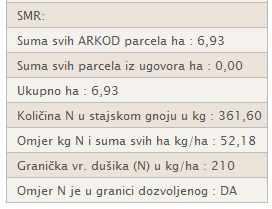 SMR:
Suma svih ARKOD parcela ha : 6,93
Suma svih parcela iz ugovora ha : 0,00
Ukupno ha : 6,93
Količina N u stajskom gnoju u kg : 361,60
Omjer kg N i suma svih ha kg/ha : 52,18
Granička vr. dušika (N) u kg/ha : 210
Omjer N je u granici dozvoljenog : DA